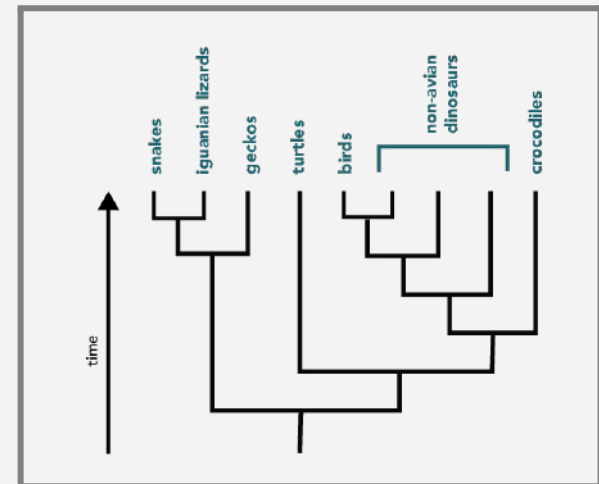 snakes
iguanian lizards
geckos
turtles
birds
non-avian
dinosaurs
crocodiles
time